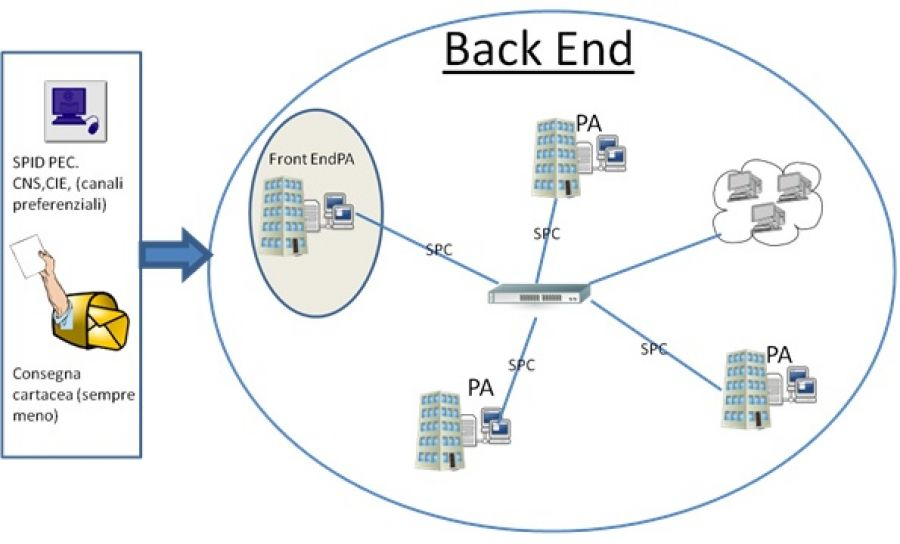 Back End
SPID PEC.
CNS,CIE, (canali
preferenziali)
Consegna
cartacea (sempre
meno)
Front EndPA
PA
SPC
SPC
SPC
PA
SPC
PA